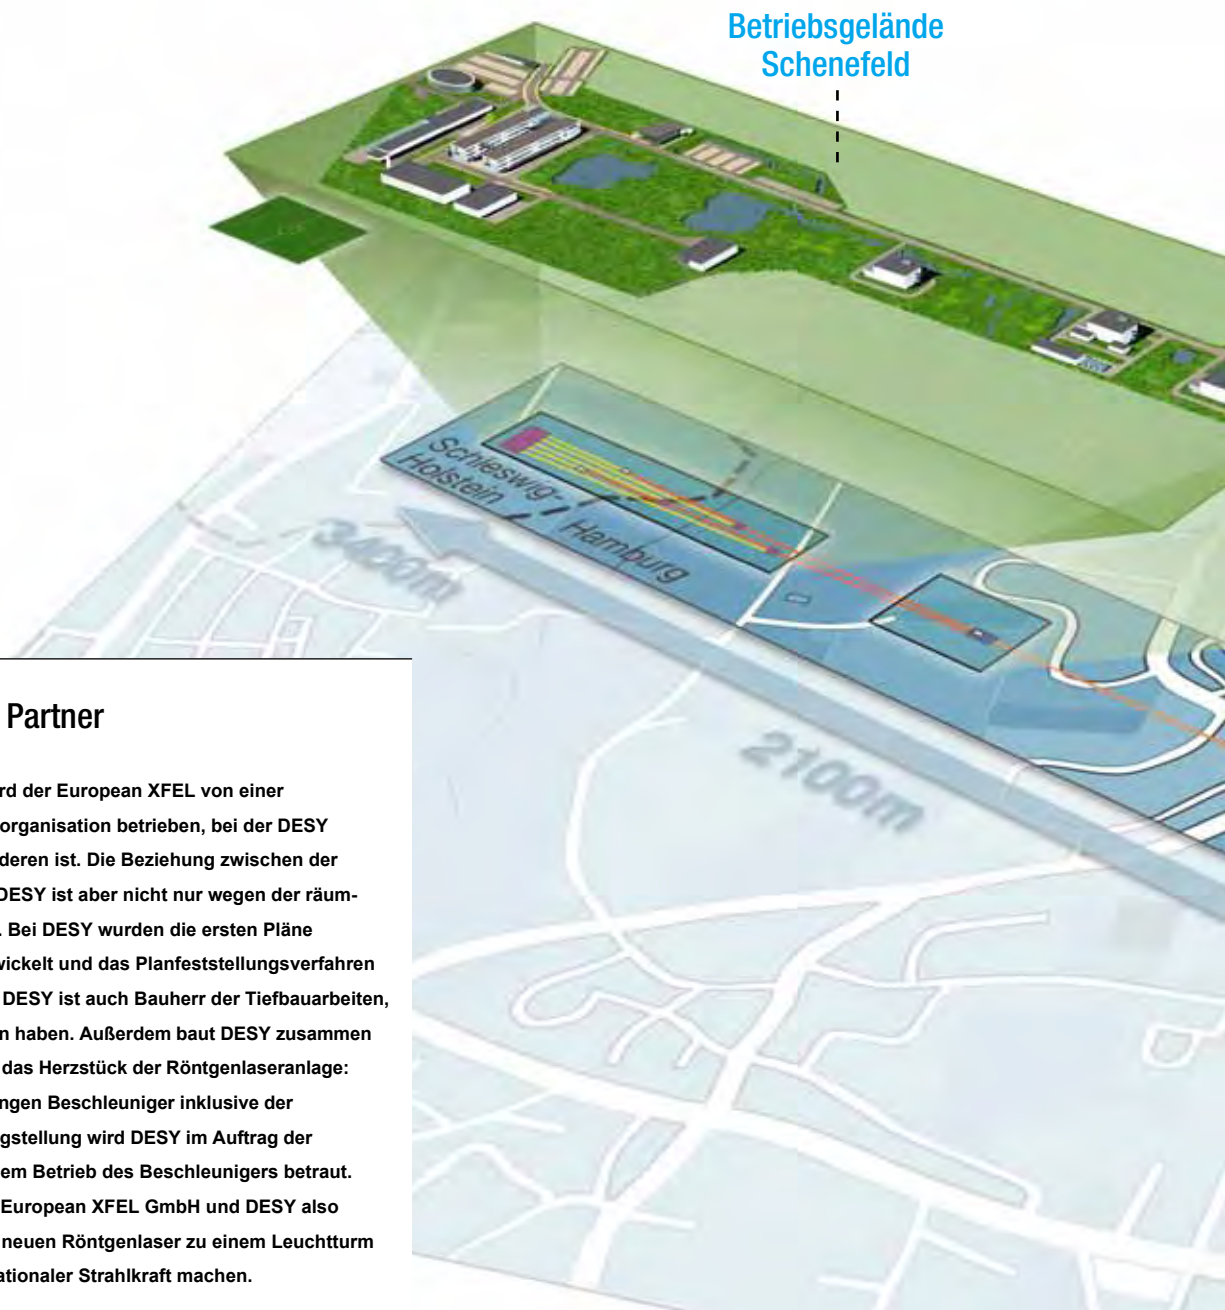 Betriebsgelände
Schenefeld
Schleswig-
Holstein
Hamburg
3400m
2100m
Partner
rd der European XFEL von einer
organisation betrieben, bei der DESY
deren ist. Die Beziehung zwischen der
DESY ist aber nicht nur wegen der räum-
. Bei DESY wurden die ersten Pläne
wickelt und das Planfeststellungsverfahren
DESY ist auch Bauherr der Tiefbauarbeiten,
n haben. Außerdem baut DESY zusammen
das Herzstück der Röntgenlaseranlage:
ngen Beschleuniger inklusive der
gstellung wird DESY im Auftrag der
em Betrieb des Beschleunigers betraut.
European XFEL GmbH und DESY also
neuen Röntgenlaser zu einem Leuchtturm
ationaler Strahlkraft machen.